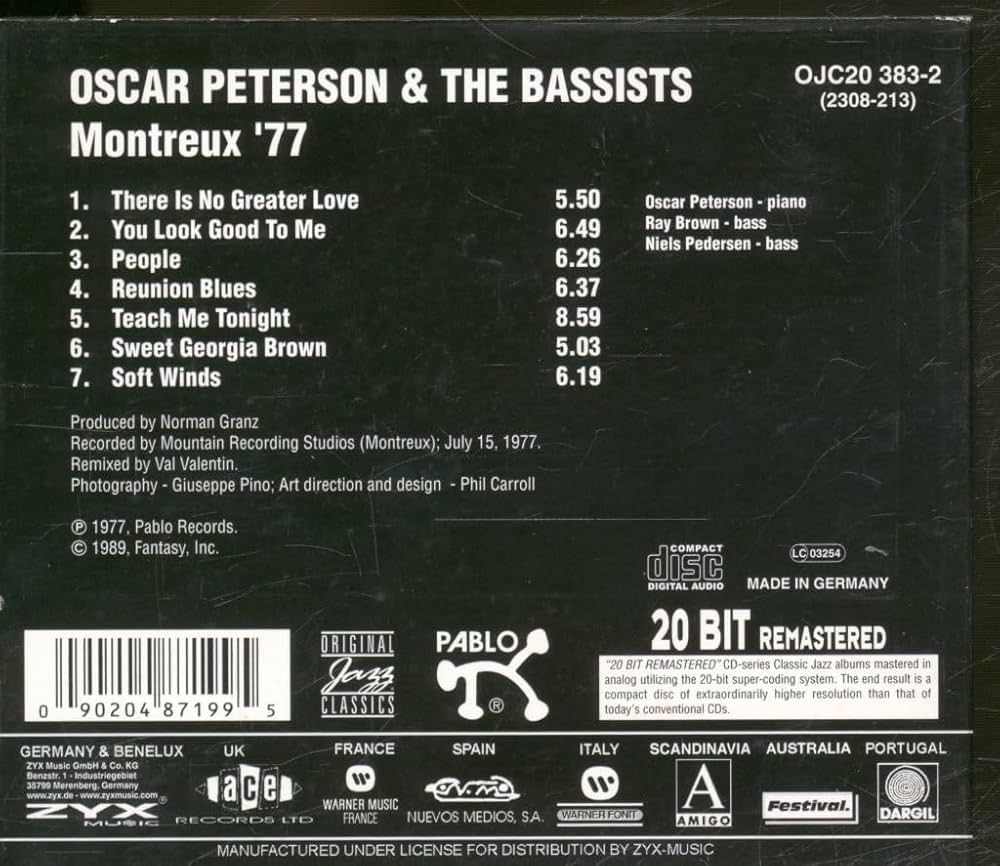 OSCAR PETERSON & THE BASSISTS
Montreux '77
OJC20 383-2
(2308-213)
1. There Is No Greater Love 5.50
2. You Look Good To Me 6.49
3. People 6.26
4. Reunion Blues 6.37
5. Teach Me Tonight 8.59
6. Sweet Georgia Brown 5.03
7. Soft Winds 6.19
Oscar Peterson - piano
Ray Brown - bass
Niels Pedersen - bass
Produced by Norman Granz
Recorded by Mountain Recording Studios (Montreux); July 15, 1977.
Remixed by Val Valentin.
Photography - Giuseppe Pino; Art direction and design - Phil Carroll
℗ 1977, Pablo Records.
© 1989, Fantasy, Inc.
COMPACT
disc
DIGITAL AUDIO
LC 03254
MADE IN GERMANY
20 BIT REMASTERED
"20 BIT REMASTERED" CD-series Classic Jazz albums mastered in
analog utilizing the 20-bit super-coding system. The end result is a
compact disc of extraordinarily higher resolution than that of
today's conventional CDs.
0 90204 87199 5
ORIGINAL
Jazz
CLASSICS
PABLO
®
GERMANY & BENELUX
ZYX Music GmbH & Co. KG
Benzstr. 1 - Industriegebiet
35799 Merenberg, Germany
www.zyx.de - www.zyxmusic.com
ZYX®
MUSIC
UK
ace
RECORDS LTD
FRANCE
WARNER MUSIC
FRANCE
SPAIN
NUEVOS MEDIOS, S.A.
ITALY
WARNER FONIT
SCANDINAVIA
A
AMIGO
AUSTRALIA
Festival.
PORTUGAL
DARGIL
MANUFACTURED UNDER LICENSE FOR DISTRIBUTION BY ZYX-MUSIC